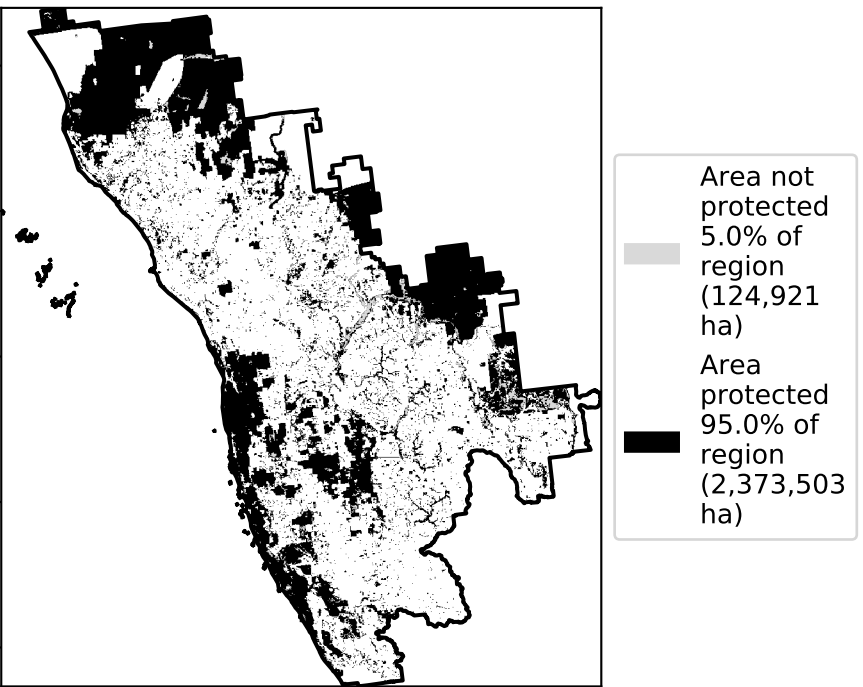 Area not
protected
5.0% of
region
(124,921
ha)
Area
protected
95.0% of
region
(2,373,503
ha)